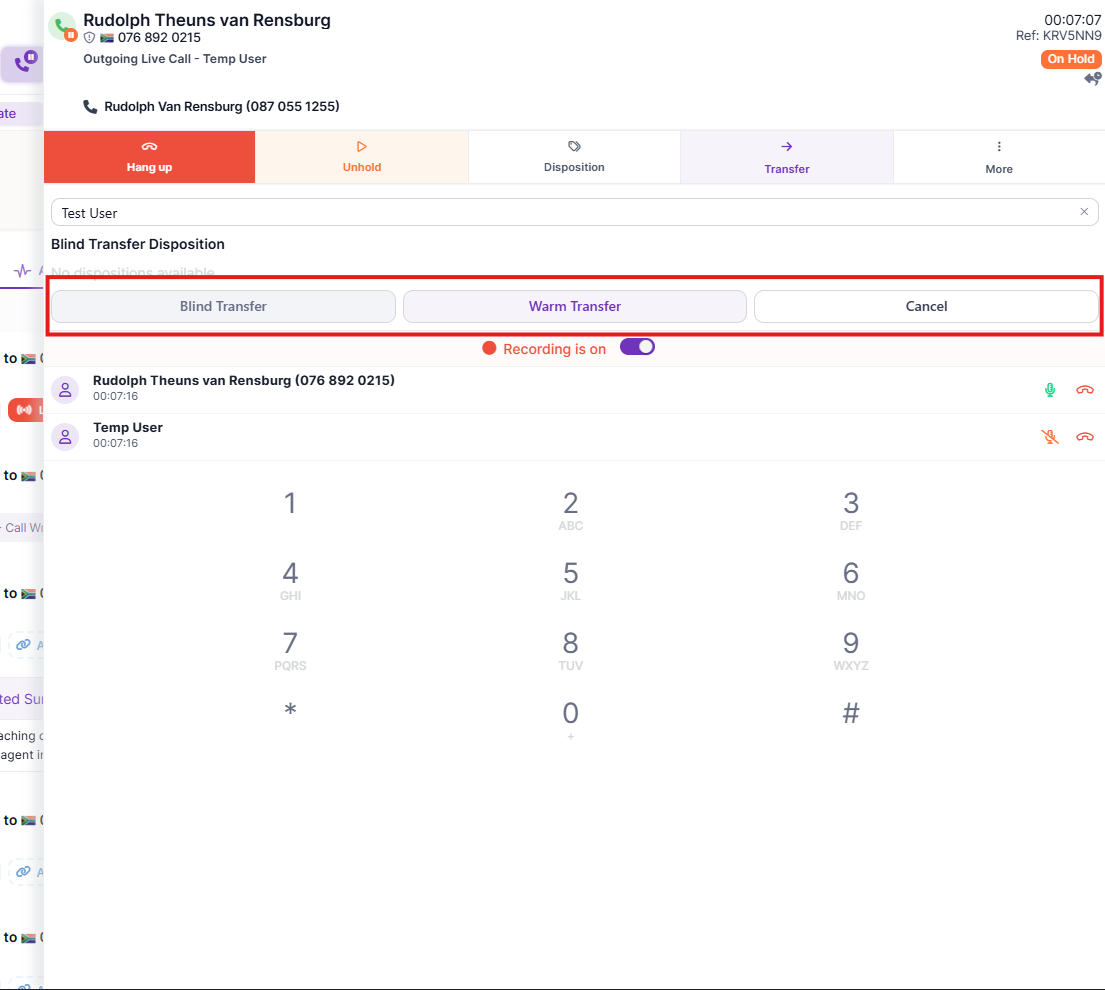 Rudolph Theuns van Rensburg
076 892 0215
Outgoing Live Call - Temp User
00:07:07
Ref: KRV5NN9
On Hold
Rudolph Van Rensburg (087 055 1255)
ate
Hang up
Unhold
Disposition
Transfer
More
Test User
Blind Transfer Disposition
No dispositions available
Blind Transfer
Warm Transfer
Cancel
Recording is on
to
Rudolph Theuns van Rensburg (076 892 0215)
00:07:16
Temp User
00:07:16
to
- Call
to
ted
aching
agent
to
to
1
2
ABC
3
DEF
4
GHI
5
JKL
6
MNO
7
PQRS
8
TUV
9
WXYZ
*
0
+
#